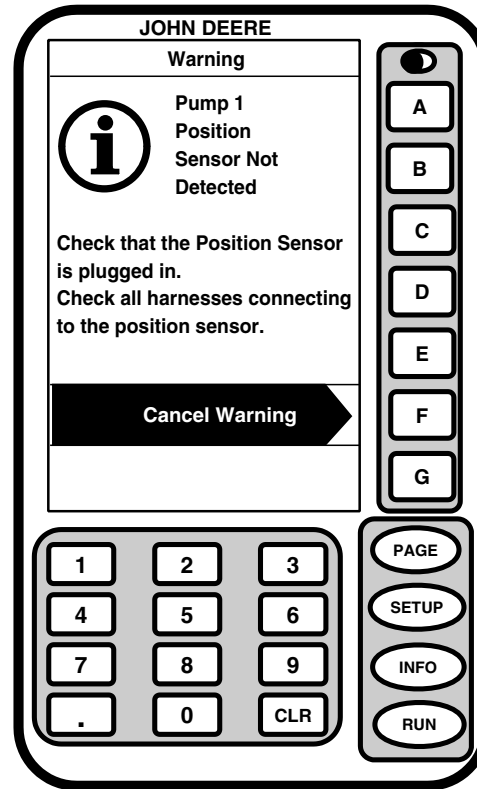 JOHN DEERE
Warning
Pump 1
Position
Sensor Not
Detected
Check that the Position Sensor
is plugged in.
Check all harnesses connecting
to the position sensor.
Cancel Warning
A
B
C
D
E
F
G
PAGE
SETUP
INFO
RUN
1 2 3
4 5 6
7 8 9
. 0 CLR